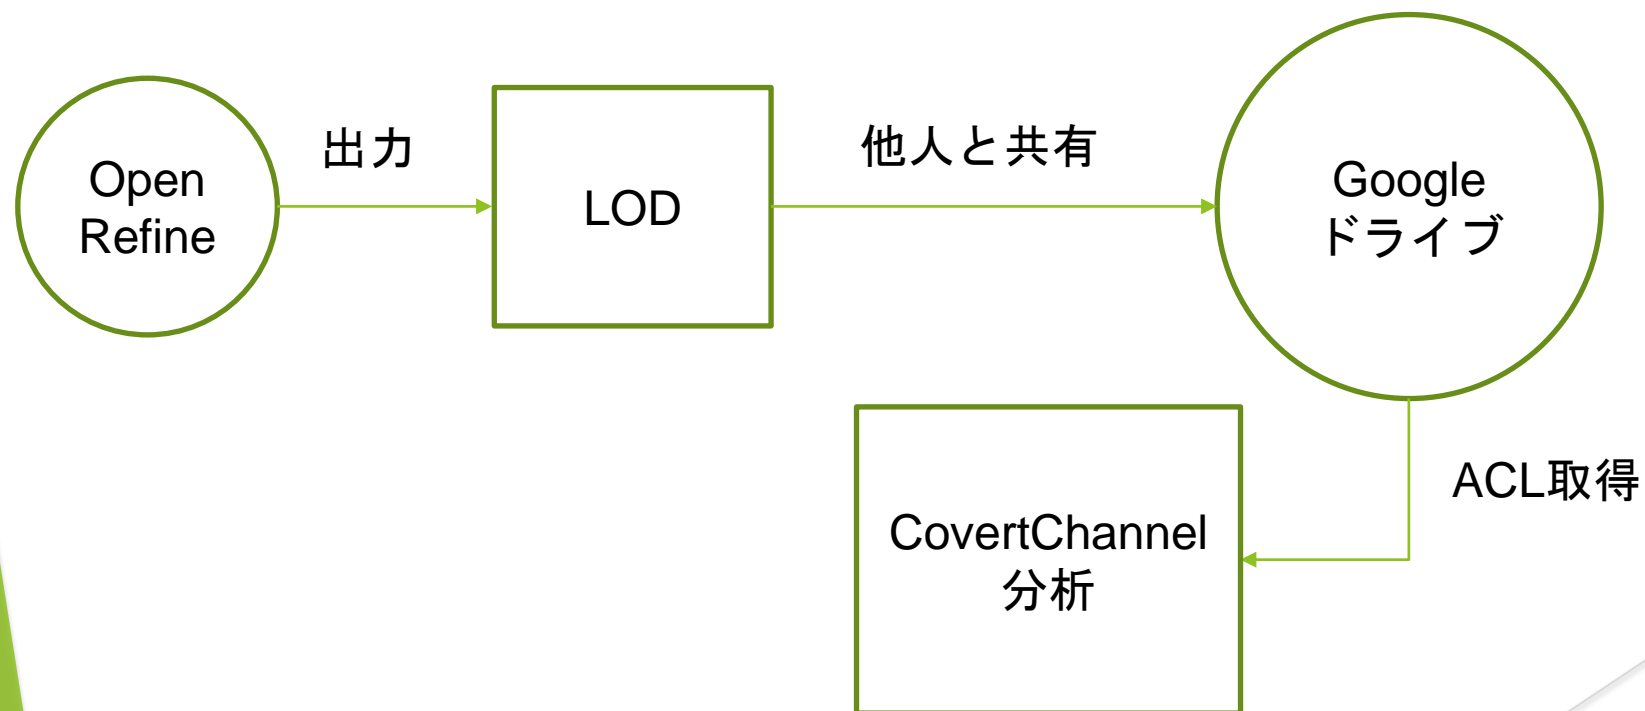 Open
Refine
出力
LOD
他人と共有
Google
ドライブ
ACL取得
CovertChannel
分析